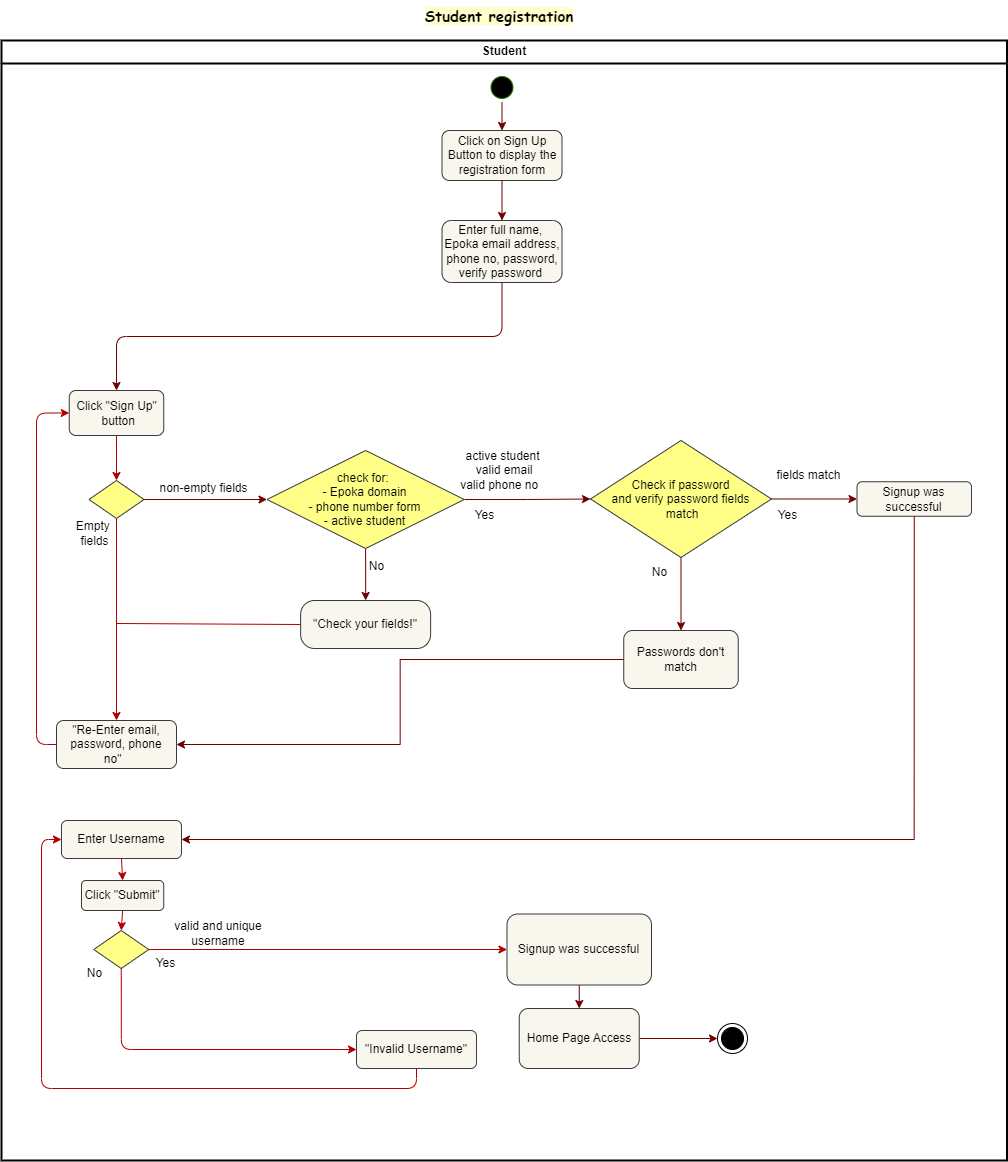 Student registration
Student
Click on Sign Up
Button to display the
registration form
Enter full name,
Epoka email address,
phone no, password,
verify password
Click "Sign Up"
button
non-empty fields
Empty
fields
check for:
- Epoka domain
- phone number form
- active student
active student
valid email
valid phone no
Yes
No
Check if password
and verify password fields
match
fields match
Yes
No
Signup was
successful
"Check your fields!"
Passwords don't
match
"Re-Enter email,
password, phone
no"
Enter Username
Click "Submit"
valid and unique
username
Yes
No
Signup was successful
Home Page Access
"Invalid Username"